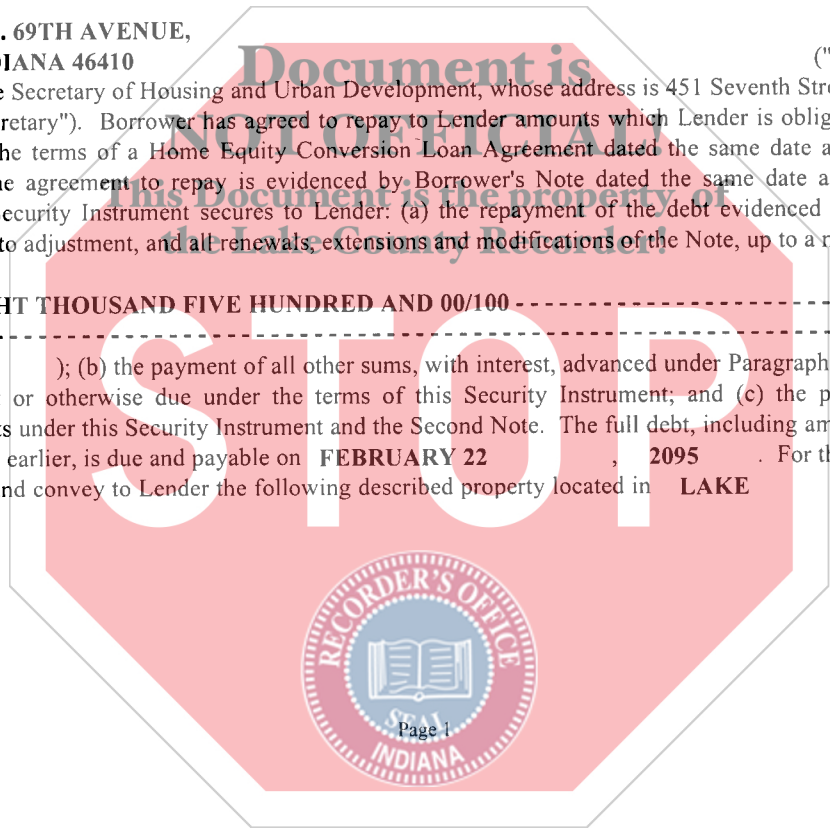 . 69TH AVENUE,
DIANA 46410 ("
e Secretary of Housing and Urban Development, whose address is 451 Seventh Stre
retary"). Borrower has agreed to repay to Lender amounts which Lender is oblig
he terms of a Home Equity Conversion Loan Agreement dated the same date a
he agreement to repay is evidenced by Borrower's Note dated the same date a
ecurity Instrument secures to Lender: (a) the repayment of the debt evidenced
to adjustment, and all renewals, extensions and modifications of the Note, up to a m
HT THOUSAND FIVE HUNDRED AND 00/100 - - - - - - - - - - - - - - - - - - - - - - - - -
); (b) the payment of all other sums, with interest, advanced under Paragraph
or otherwise due under the terms of this Security Instrument; and (c) the p
s under this Security Instrument and the Second Note. The full debt, including am
earlier, is due and payable on FEBRUARY 22 , 2095 . For th
nd convey to Lender the following described property located in LAKE
Page 1
Document is
NOT OFFICIAL!
This Document is the property of
the Lake County Recorder!
STOP
RECORDER'S OFFICE
SEAL
INDIANA